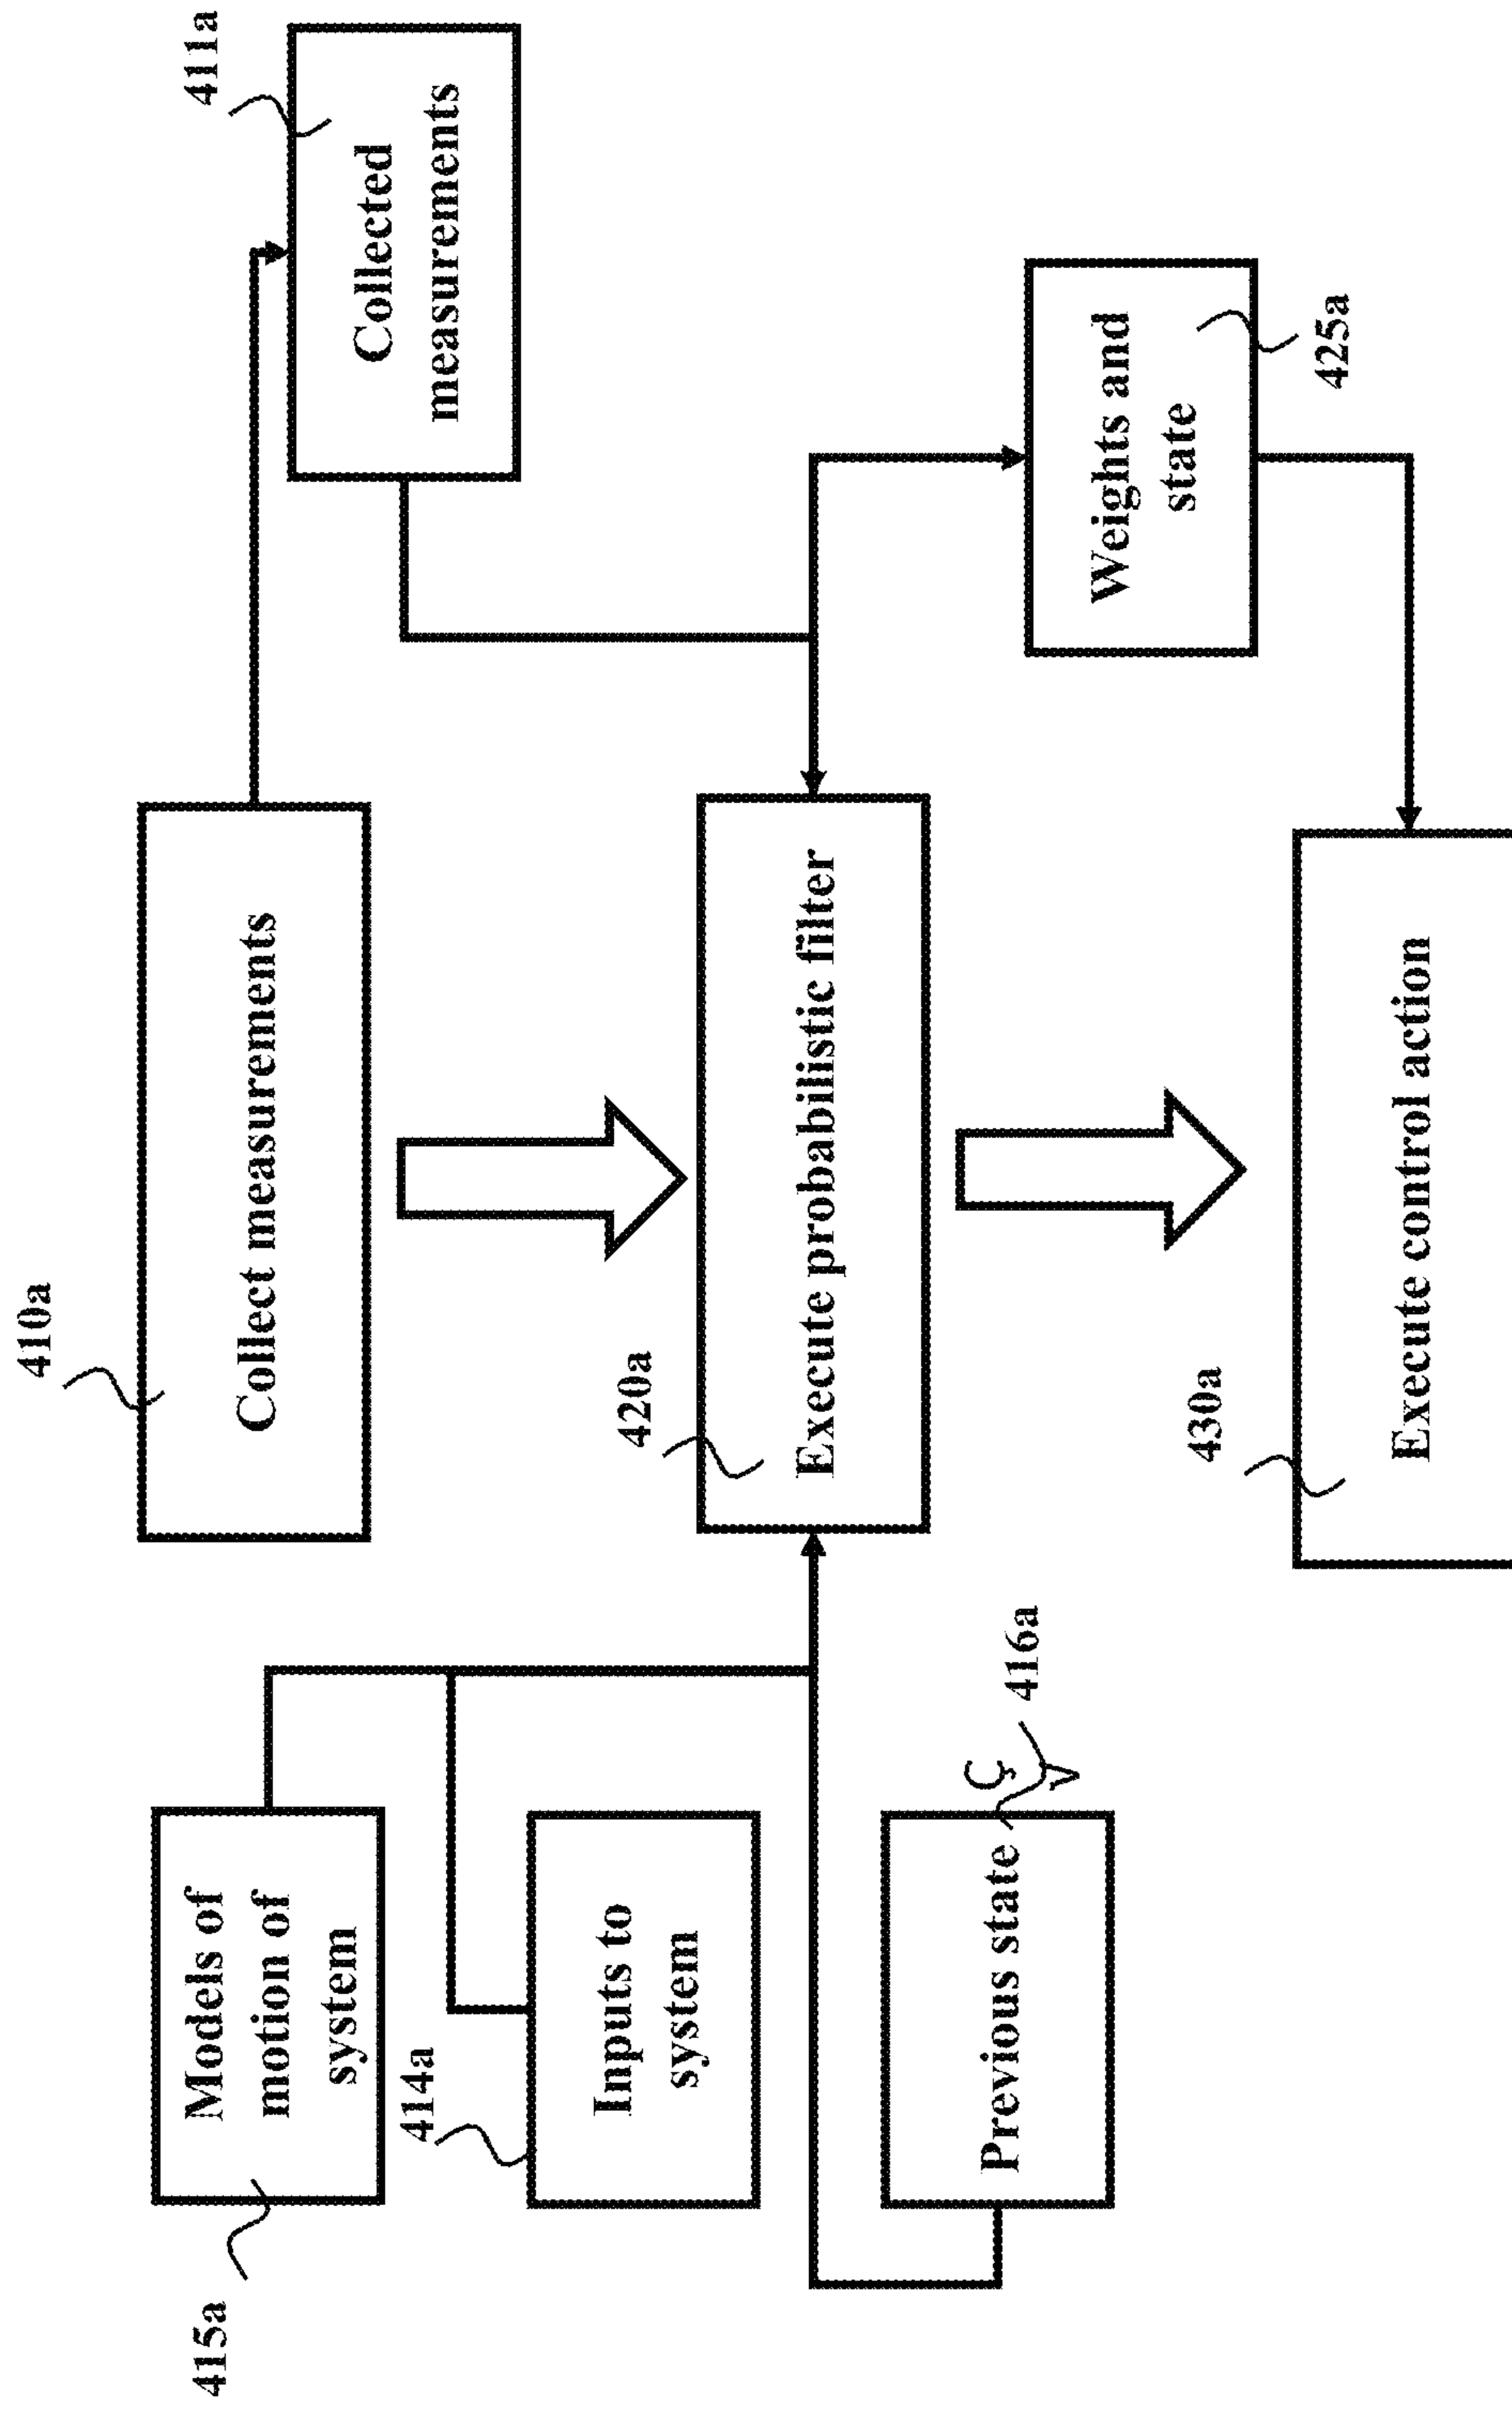 410a
Collect measurements
411a
Collected
measurements
415a
Models of
motion of
system
414a
Inputs to
system
420a
Execute probabilistic filter
Previous state
416a
Weights and
state
425a
430a
Execute control action